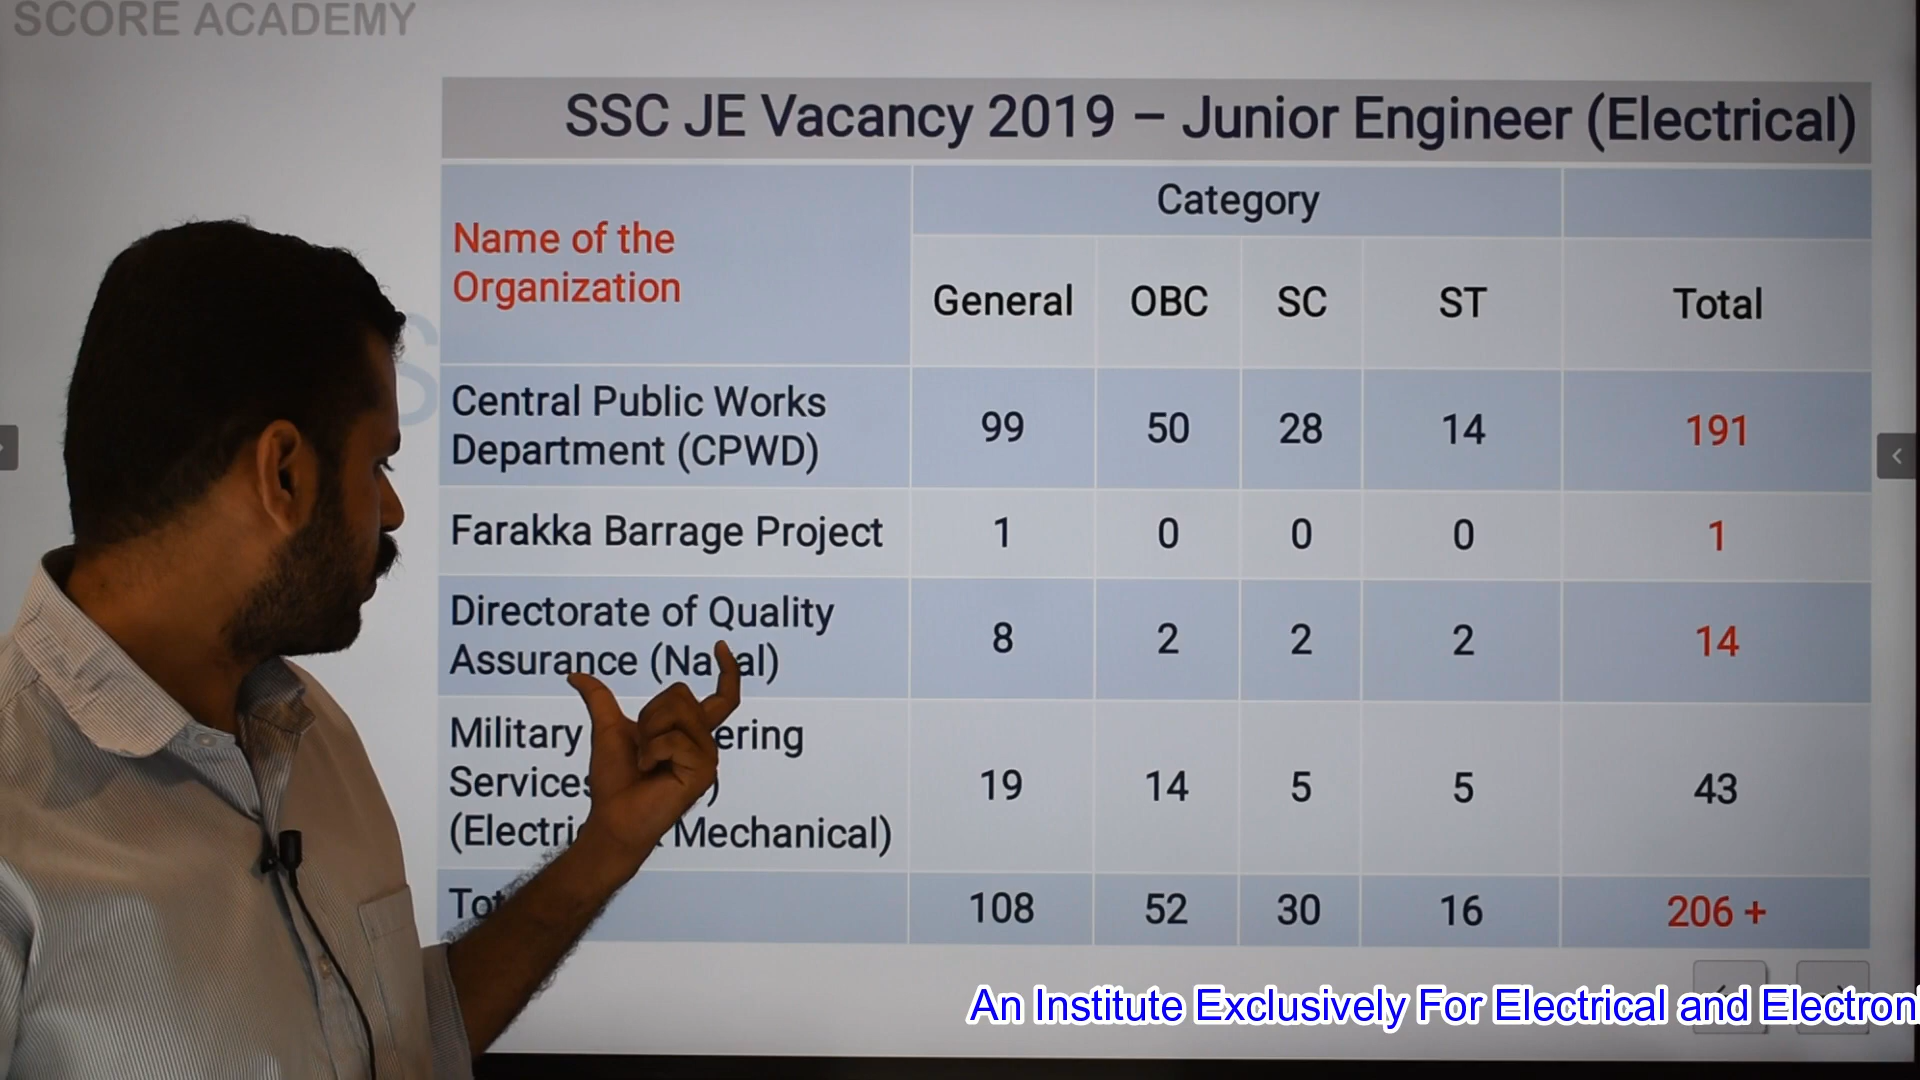 SCORE ACADEMY
SSC JE Vacancy 2019 – Junior Engineer (Electrical)
Name of the
Organization
Category
General OBC SC ST Total
Central Public Works
Department (CPWD)
99 50 28 14 191
Farakka Barrage Project
1 0 0 0 1
Directorate of Quality
Assurance (Naval)
8 2 2 2 14
Military
Services
(Electri Mechanical)
19 14 5 5 43
108 52 30 16 206 +
An Institute Exclusively For Electrical and Electron